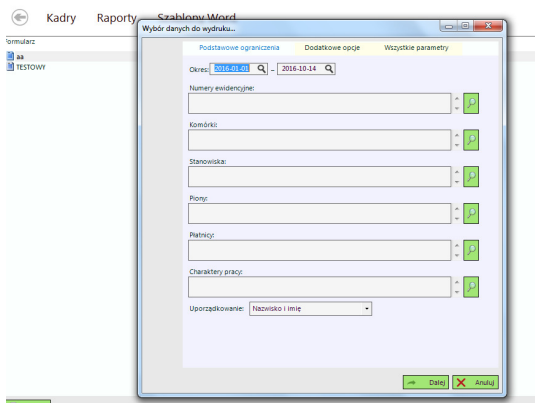 Kadry Raporty Szablony Word
Formularz
aa
TESTOWY
Wybór danych do wydruku...
Podstawowe ograniczenia Dodatkowe opcje Wszystkie parametry
Okres: 2016-01-01 – 2016-10-14
Numery ewidencyjne:
Komórki:
Stanowiska:
Piony:
Płatnicy:
Charaktery pracy:
Uporządkowanie: Nazwisko i imię
Dalej Anuluj